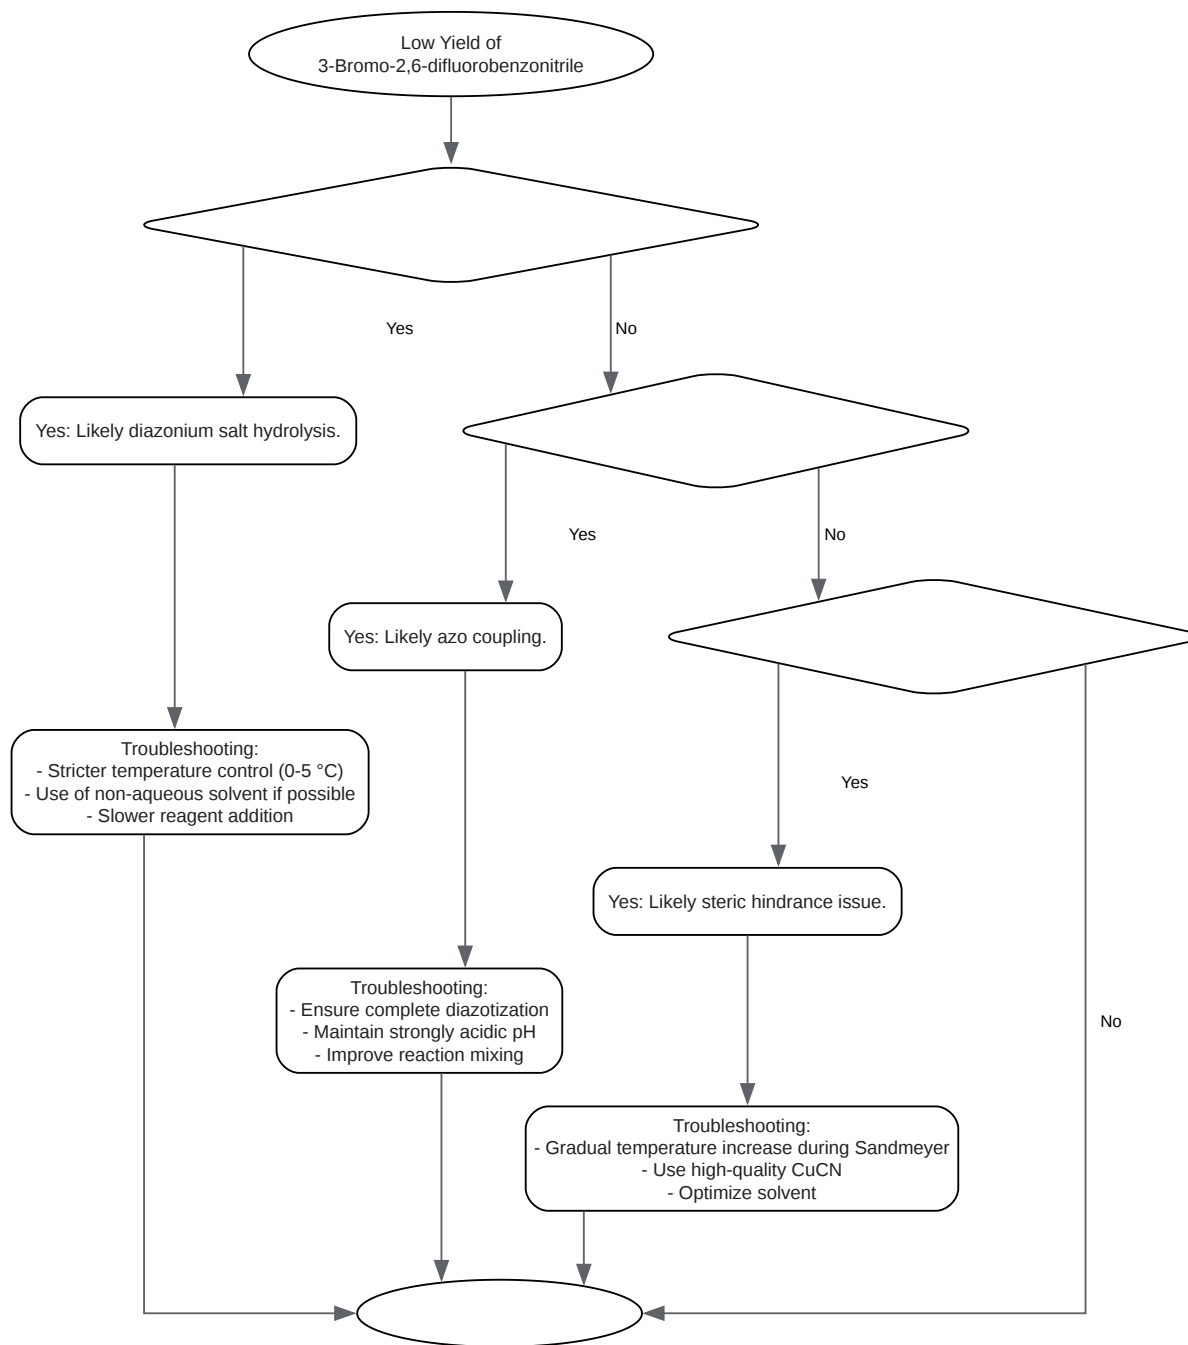 Low Yield of
3-Bromo-2,6-difluorobenzonitrile
Yes
No
Yes: Likely diazonium salt hydrolysis.
Yes
No
Yes: Likely azo coupling.
Troubleshooting:
- Stricter temperature control (0-5 °C)
- Use of non-aqueous solvent if possible
- Slower reagent addition
Yes
Yes: Likely steric hindrance issue.
Troubleshooting:
- Ensure complete diazotization
- Maintain strongly acidic pH
- Improve reaction mixing
No
Troubleshooting:
- Gradual temperature increase during Sandmeyer
- Use high-quality CuCN
- Optimize solvent